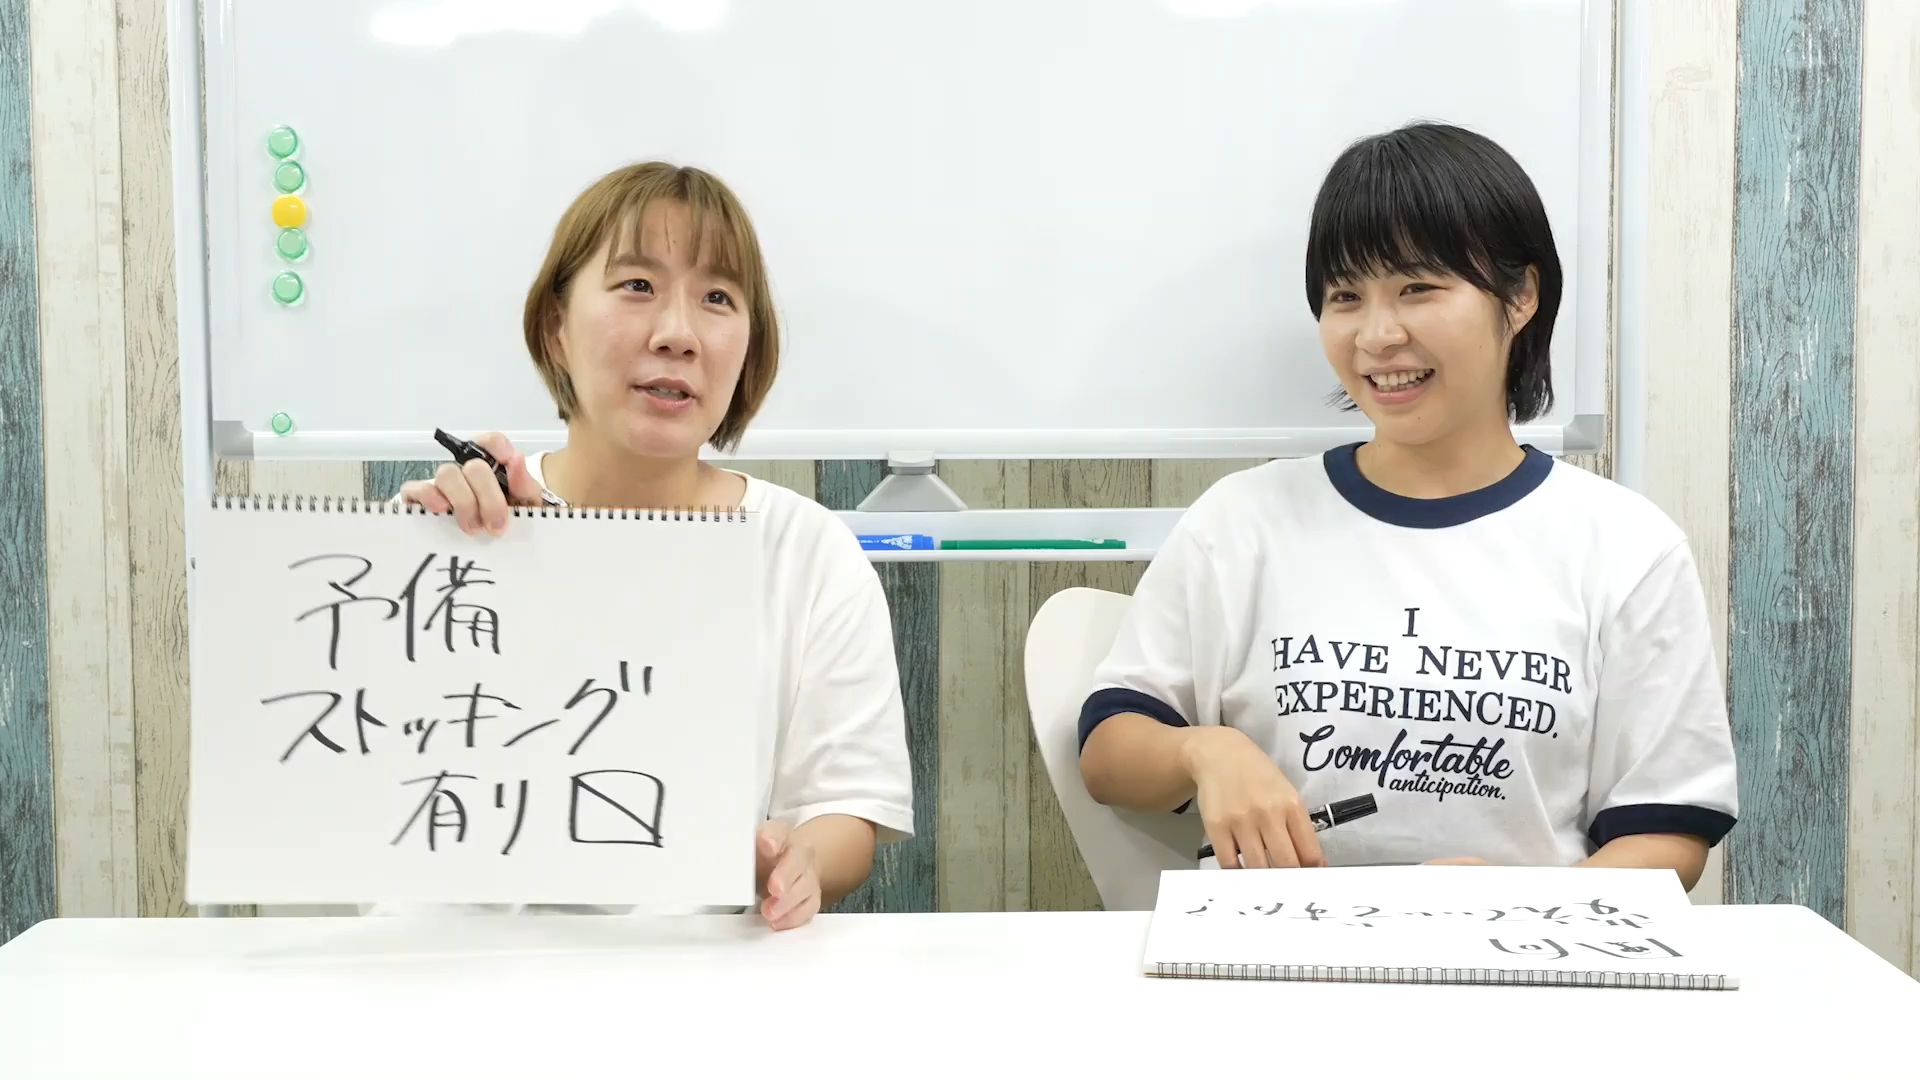 予備
ストッキング
有り
I
HAVE NEVER
EXPERIENCED.
Comfortable
anticipation.